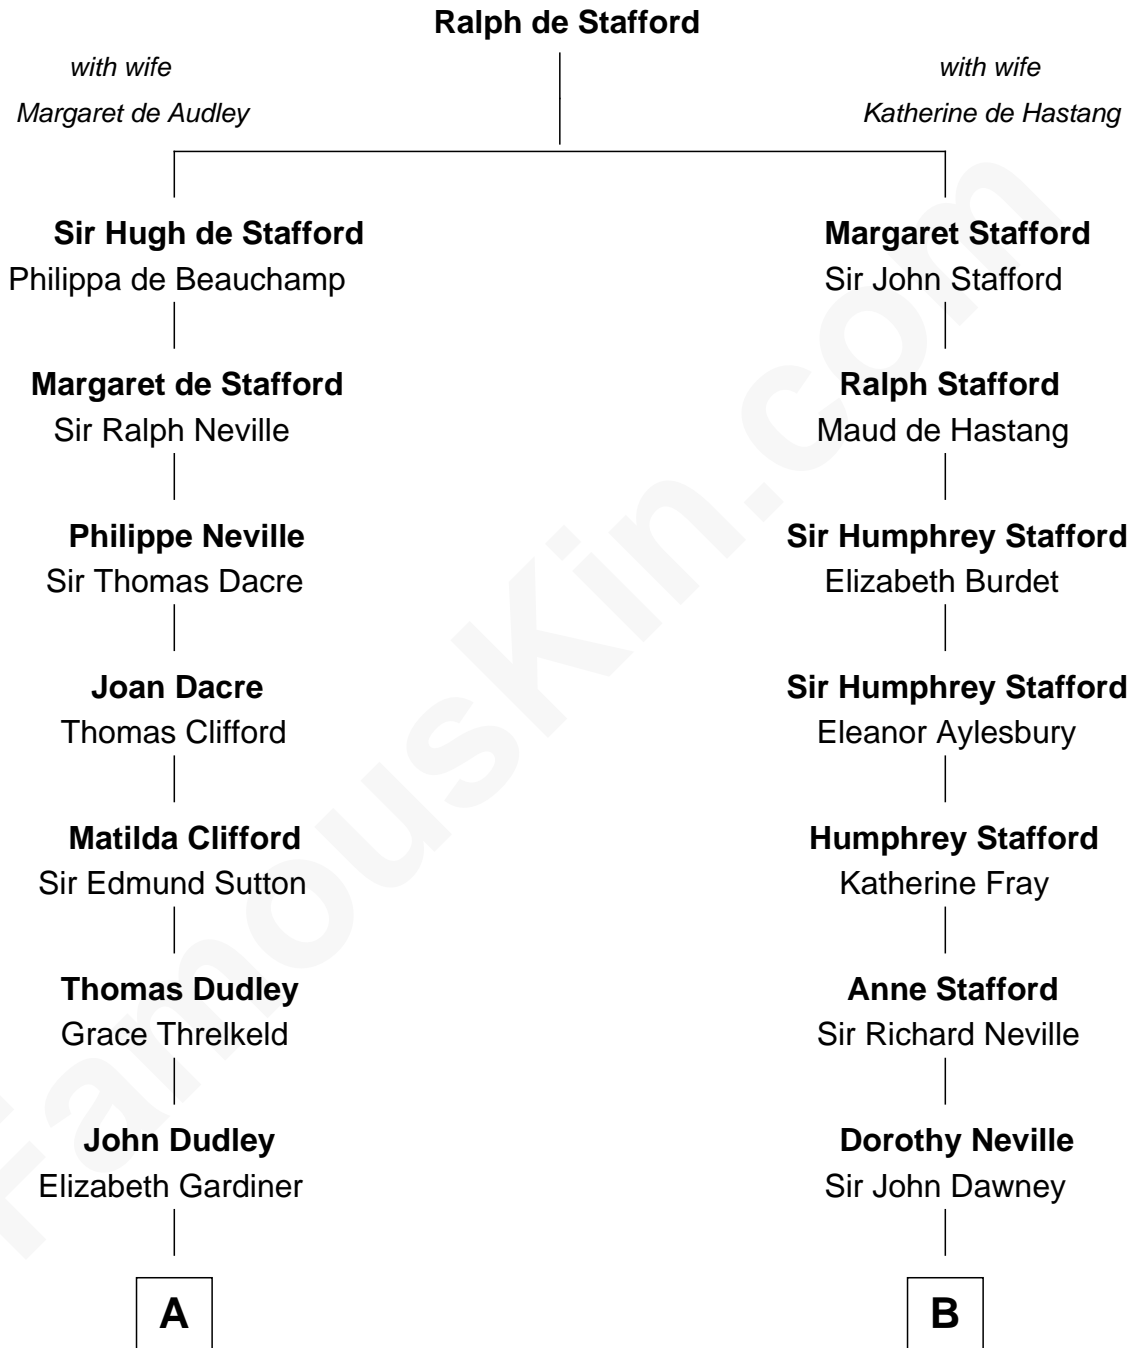 Ralph de Stafford
with wife
Margaret de Audley
with wife
Katherine de Hastang
Sir Hugh de Stafford
Philippa de Beauchamp
Margaret Stafford
Sir John Stafford
Margaret de Stafford
Sir Ralph Neville
Ralph Stafford
Maud de Hastang
Philippe Neville
Sir Thomas Dacre
Sir Humphrey Stafford
Elizabeth Burdet
Joan Dacre
Thomas Clifford
Sir Humphrey Stafford
Eleanor Aylesbury
Matilda Clifford
Sir Edmund Sutton
Humphrey Stafford
Katherine Fray
Thomas Dudley
Grace Threlkeld
Anne Stafford
Sir Richard Neville
John Dudley
Elizabeth Gardiner
Dorothy Neville
Sir John Dawney
A
B
FamousKin.com